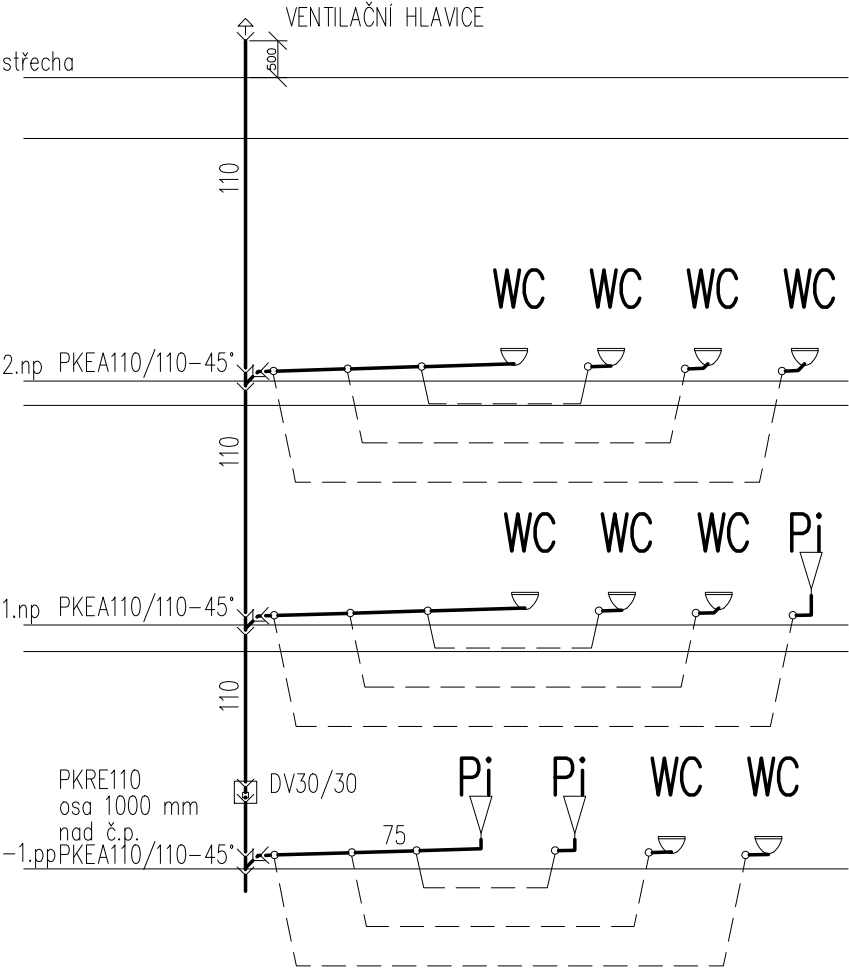 VENTILAČNÍ HLAVICE
500
střecha
110
WC WC WC WC
2.np PKEA110/110-45°
110
WC WC WC Pi
1.np PKEA110/110-45°
110
Pi Pi WC WC
PKRE110
osa 1000 mm
nad č.p.
DV30/30
75
-1.pp PKEA110/110-45°